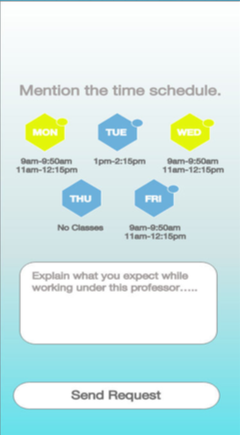 Mention the time schedule.
MON TUE WED
9am-9:50am 1pm-2:15pm 9am-9:50am
11am-12:15pm 11am-12:15pm
THU FRI
No Classes 9am-9:50am
11am-12:15pm
Explain what you expect while
working under this professor.....
Send Request